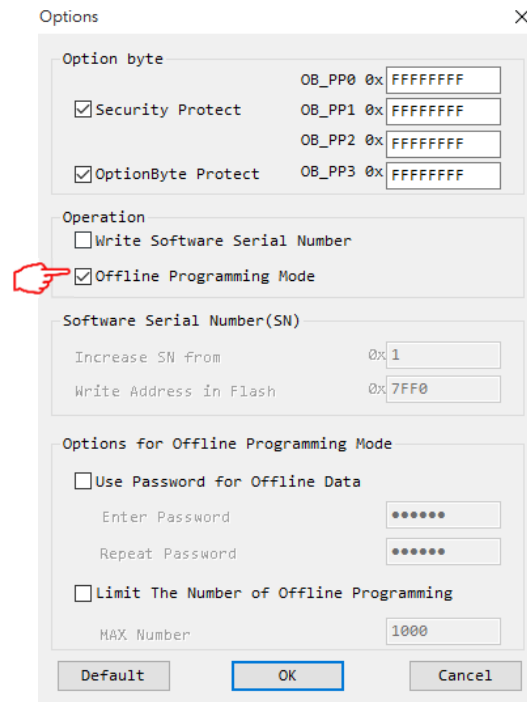 Options
Option byte
OB_PP0 0x FFFFFFFF
Security Protect OB_PP1 0x FFFFFFFF
OB_PP2 0x FFFFFFFF
OptionByte Protect OB_PP3 0x FFFFFFFF
Operation
Write Software Serial Number
Offline Programming Mode
Software Serial Number(SN)
Increase SN from 0x 1
Write Address in Flash 0x 7FF0
Options for Offline Programming Mode
Use Password for Offline Data
Enter Password ●●●●●●
Repeat Password ●●●●●●
Limit The Number of Offline Programming
MAX Number 1000
Default OK Cancel